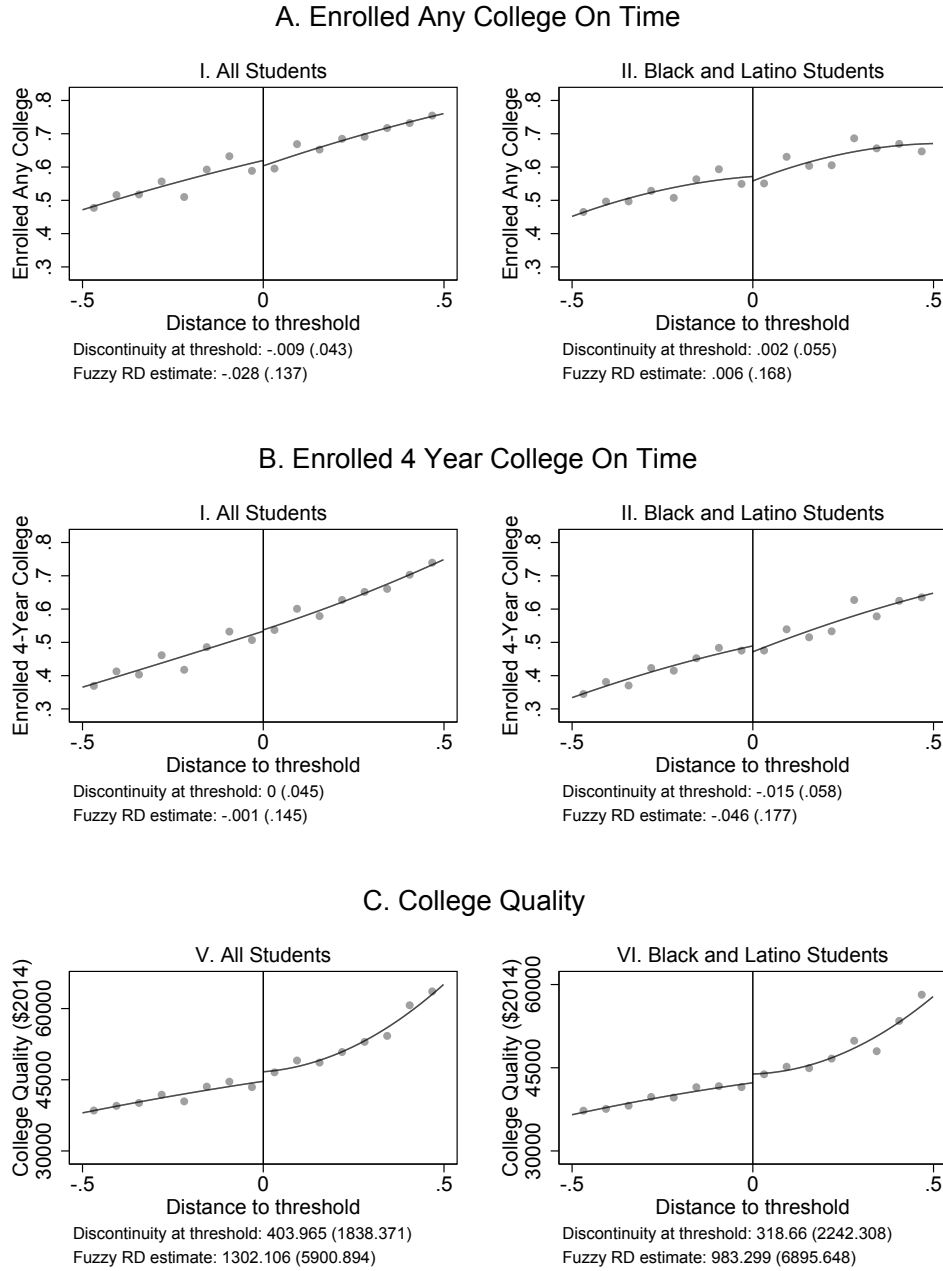 A. Enrolled Any College On Time
I. All Students
Enrolled Any College
.3 .4 .5 .6 .7 .8
-.5 0 .5
Distance to threshold
Discontinuity at threshold: -.009 (.043)
Fuzzy RD estimate: -.028 (.137)
II. Black and Latino Students
Enrolled Any College
.3 .4 .5 .6 .7 .8
-.5 0 .5
Distance to threshold
Discontinuity at threshold: .002 (.055)
Fuzzy RD estimate: .006 (.168)
B. Enrolled 4 Year College On Time
I. All Students
Enrolled 4-Year College
.3 .4 .5 .6 .7 .8
-.5 0 .5
Distance to threshold
Discontinuity at threshold: 0 (.045)
Fuzzy RD estimate: -.001 (.145)
II. Black and Latino Students
Enrolled 4-Year College
.3 .4 .5 .6 .7 .8
-.5 0 .5
Distance to threshold
Discontinuity at threshold: -.015 (.058)
Fuzzy RD estimate: -.046 (.177)
C. College Quality
V. All Students
College Quality ($2014)
30000 45000 60000
-.5 0 .5
Distance to threshold
Discontinuity at threshold: 403.965 (1838.371)
Fuzzy RD estimate: 1302.106 (5900.894)
VI. Black and Latino Students
College Quality ($2014)
30000 45000 60000
-.5 0 .5
Distance to threshold
Discontinuity at threshold: 318.66 (2242.308)
Fuzzy RD estimate: 983.299 (6895.648)